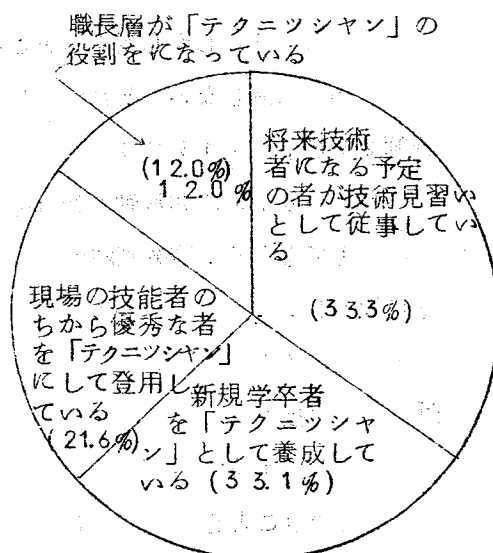 職長層が「テクニツシヤン」の
役割をになっている
(12.0%)
12.0%
将来技術
者になる予定
の者が技術見習い
として従事してい
る
(33.3%)
現場の技能者の
ちから優秀な者
を「テクニツシヤン」
にして登用し
ている
(21.6%)
新規学卒者
を「テクニツシヤ
ン」として養成して
いる(33.1%)